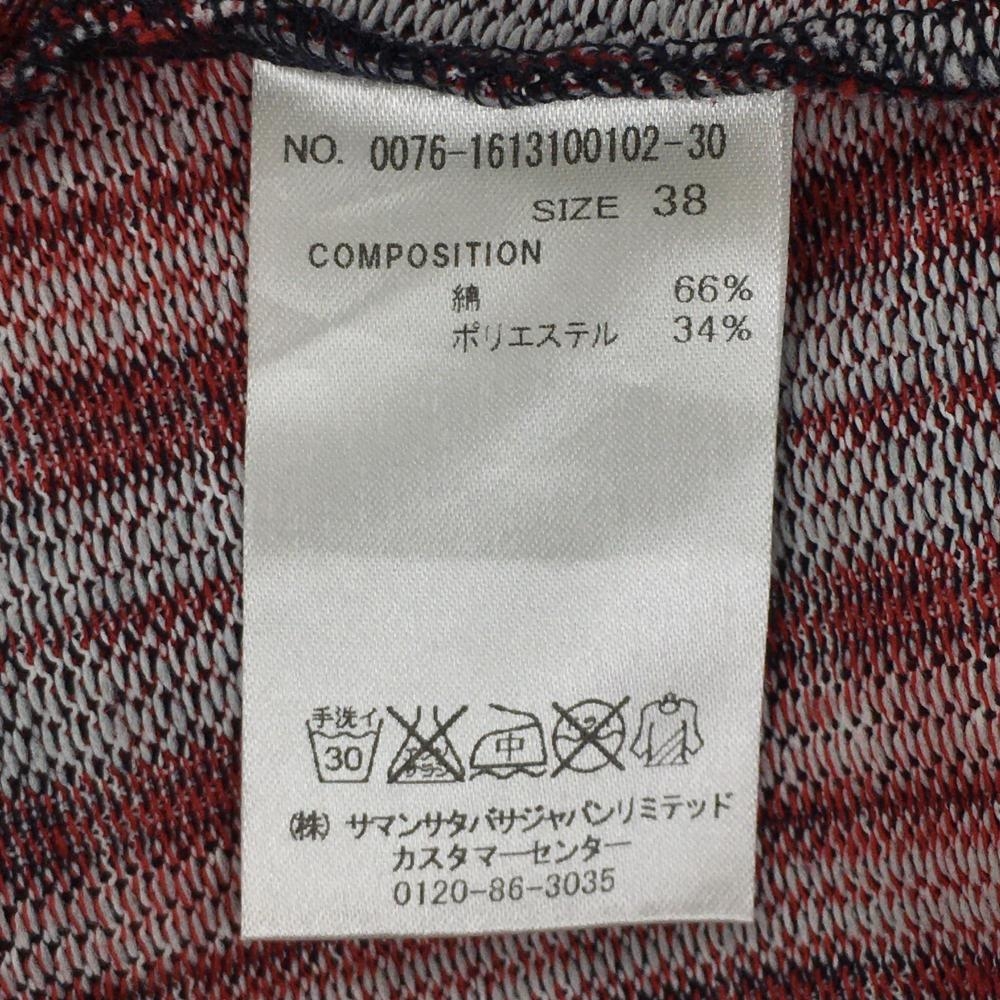 NO. 0076-1613100102-30
SIZE 38
COMPOSITION
綿 66%
ポリエステル 34%
手洗イ
30
中
(株) サマンサタバサジャパンリミテッド
カスタマーセンター
0120-86-3035